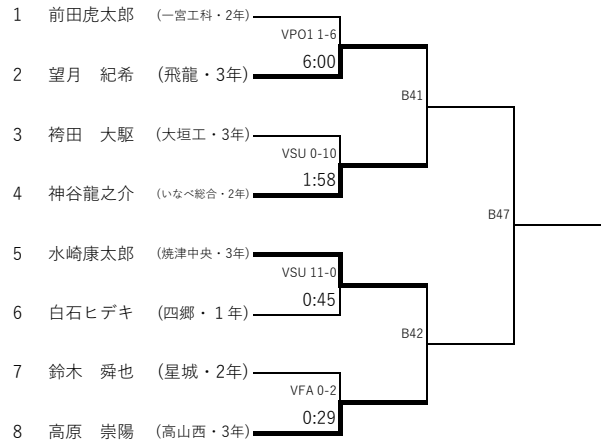 1 前田虎太郎 (一宮工科・2年)
VPO1 1-6
6:00
2 望月 紀希 (飛龍・3年)
B41
3 袴田 大駆 (大垣工・3年)
VSU 0-10
1:58
4 神谷龍之介 (いなべ総合・2年)
B47
5 水崎康太郎 (焼津中央・3年)
VSU 11-0
0:45
6 白石ヒデキ (四郷・１年)
B42
7 鈴木 舜也 (星城・2年)
VFA 0-2
0:29
8 高原 崇陽 (高山西・3年)